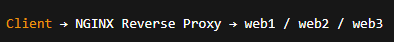 Client → NGINX Reverse Proxy → web1 / web2 / web3